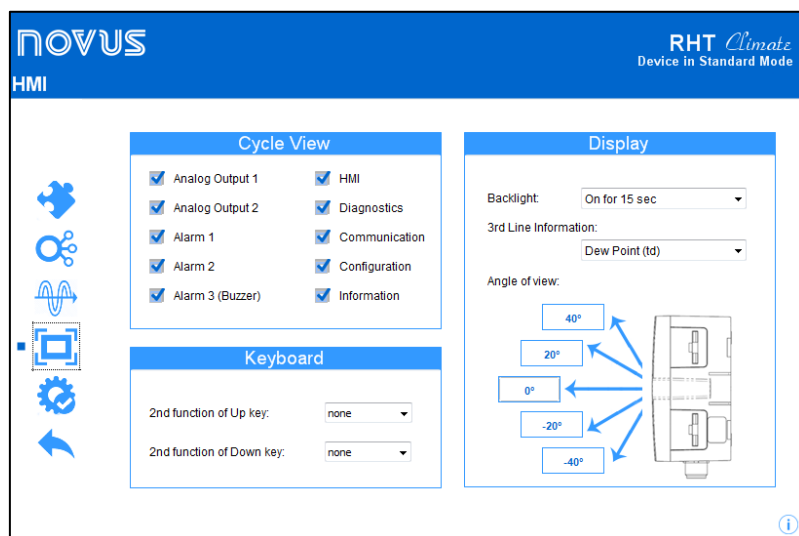 NOVUS
RHT Climate
Device in Standard Mode
HMI
Cycle View
Analog Output 1
HMI
Analog Output 2
Diagnostics
Alarm 1
Communication
Alarm 2
Configuration
Alarm 3 (Buzzer)
Information
Keyboard
2nd function of Up key: none
2nd function of Down key: none
Display
Backlight: On for 15 sec
3rd Line Information:
Dew Point (td)
Angle of view:
40°
20°
0°
-20°
-40°
i